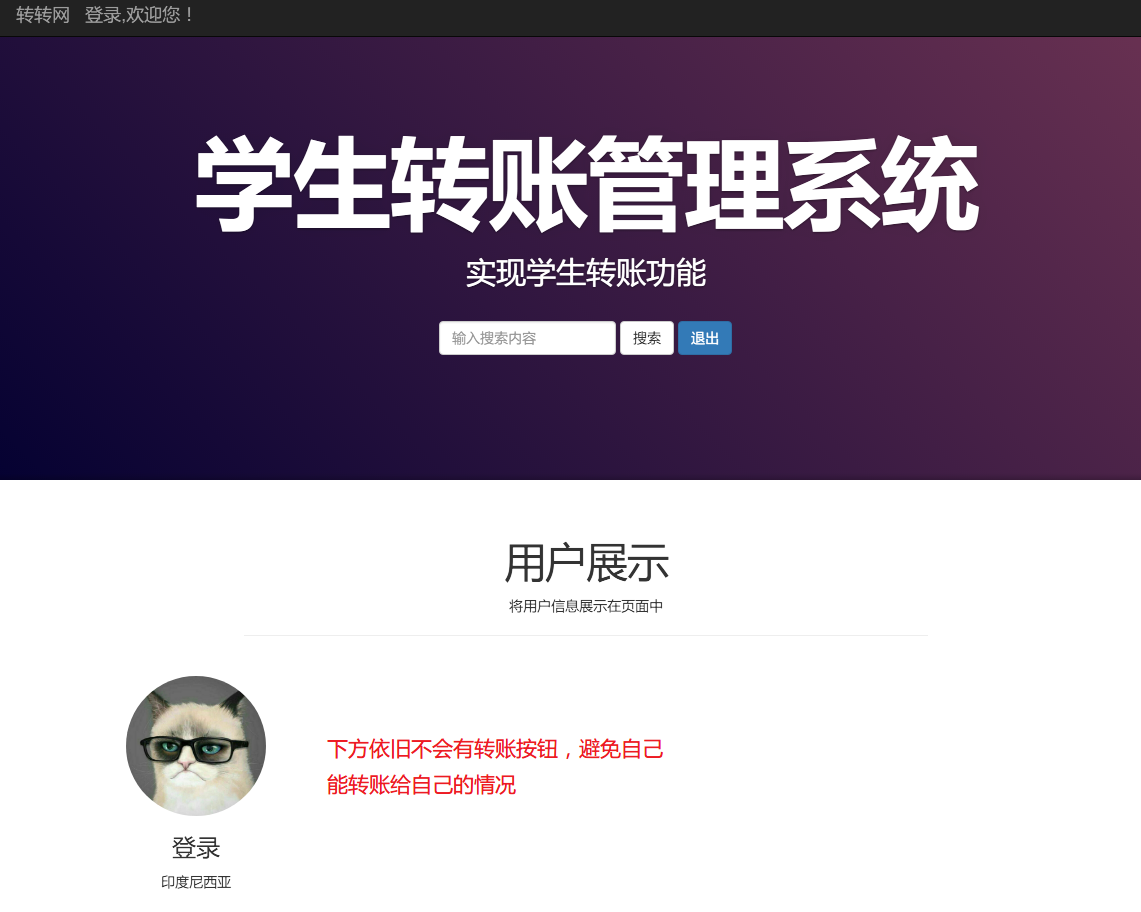 转转网 登录,欢迎您！
学生转账管理系统
实现学生转账功能
输入搜索内容 搜索 退出
用户展示
将用户信息展示在页面中
下方依旧不会有转账按钮，避免自己
能转账给自己的情况
登录
印度尼西亚